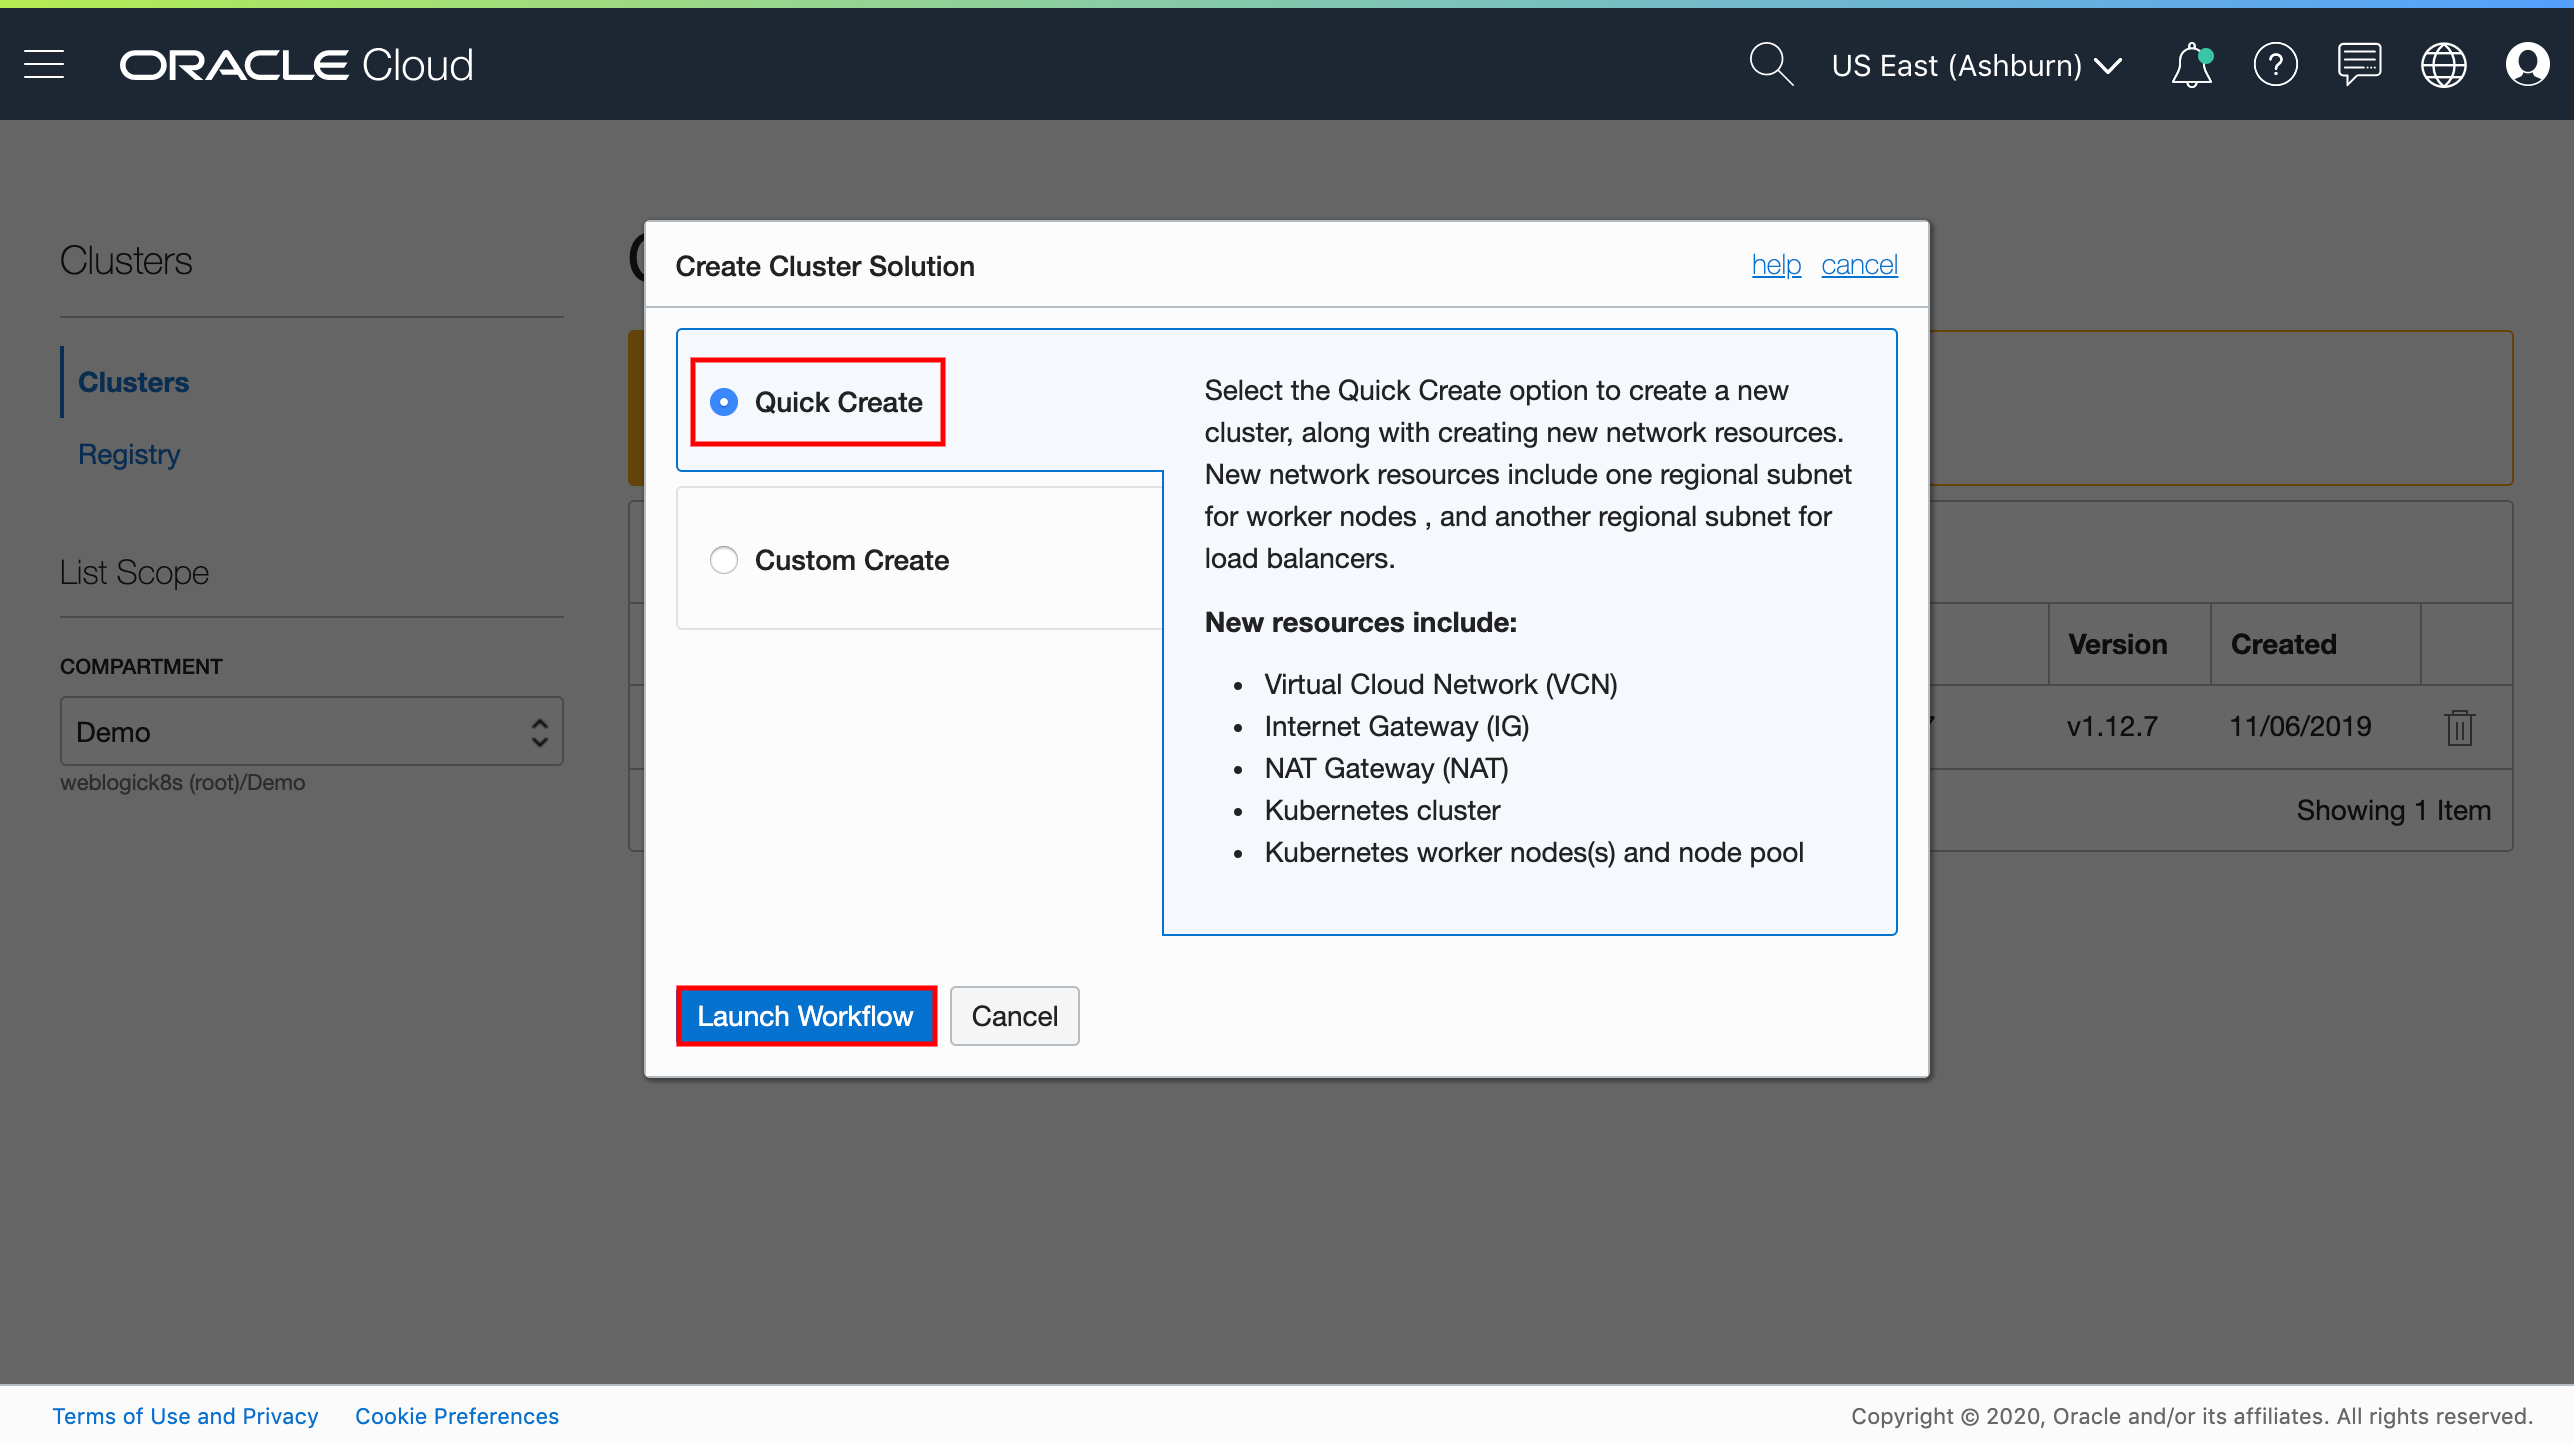 ORACLE Cloud
US East (Ashburn)
?
Clusters
Clusters
Registry
List Scope
COMPARTMENT
Demo
weblogick8s (root)/Demo
Create Cluster Solution
help cancel
Quick Create
Custom Create
Select the Quick Create option to create a new
cluster, along with creating new network resources.
New network resources include one regional subnet
for worker nodes , and another regional subnet for
load balancers.
New resources include:
• Virtual Cloud Network (VCN)
• Internet Gateway (IG)
• NAT Gateway (NAT)
• Kubernetes cluster
• Kubernetes worker nodes(s) and node pool
Launch Workflow Cancel
Version Created
v1.12.7 11/06/2019
Showing 1 Item
Terms of Use and Privacy Cookie Preferences
Copyright © 2020, Oracle and/or its affiliates. All rights reserved.